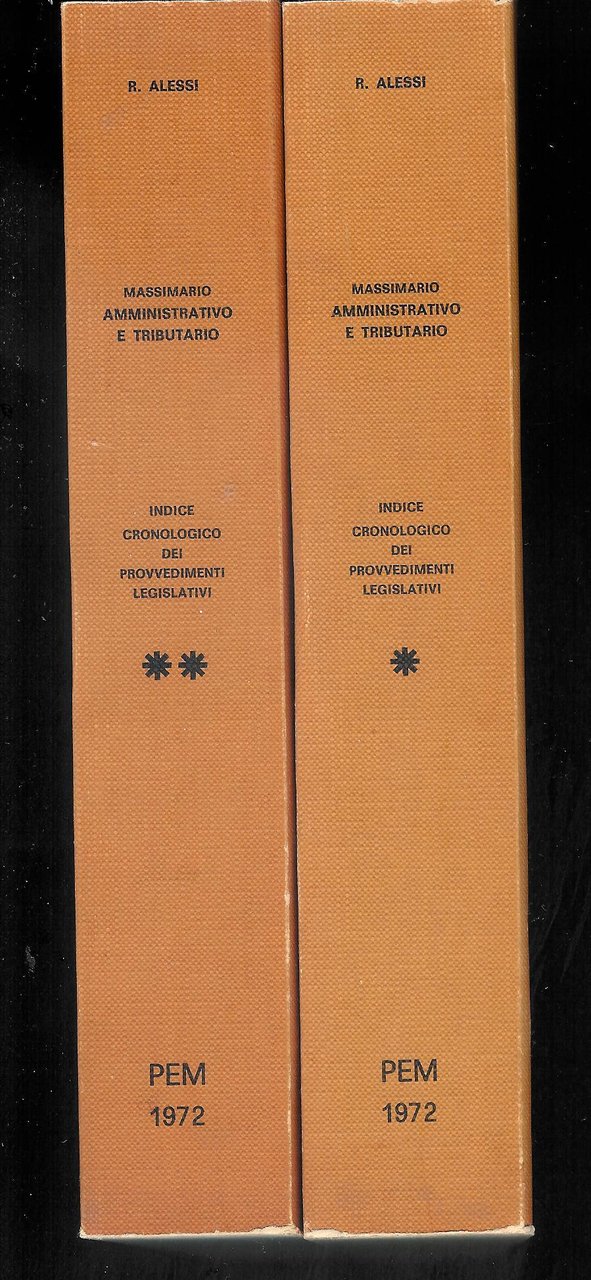 R. ALESSI
MASSIMARIO
AMMINISTRATIVO
E TRIBUTARIO
INDICE
CRONOLOGICO
DEI
PROVVEDIMENTI
LEGISLATIVI
**
PEM
1972
R. ALESSI
MASSIMARIO
AMMINISTRATIVO
E TRIBUTARIO
INDICE
CRONOLOGICO
DEI
PROVVEDIMENTI
LEGISLATIVI
*
PEM
1972